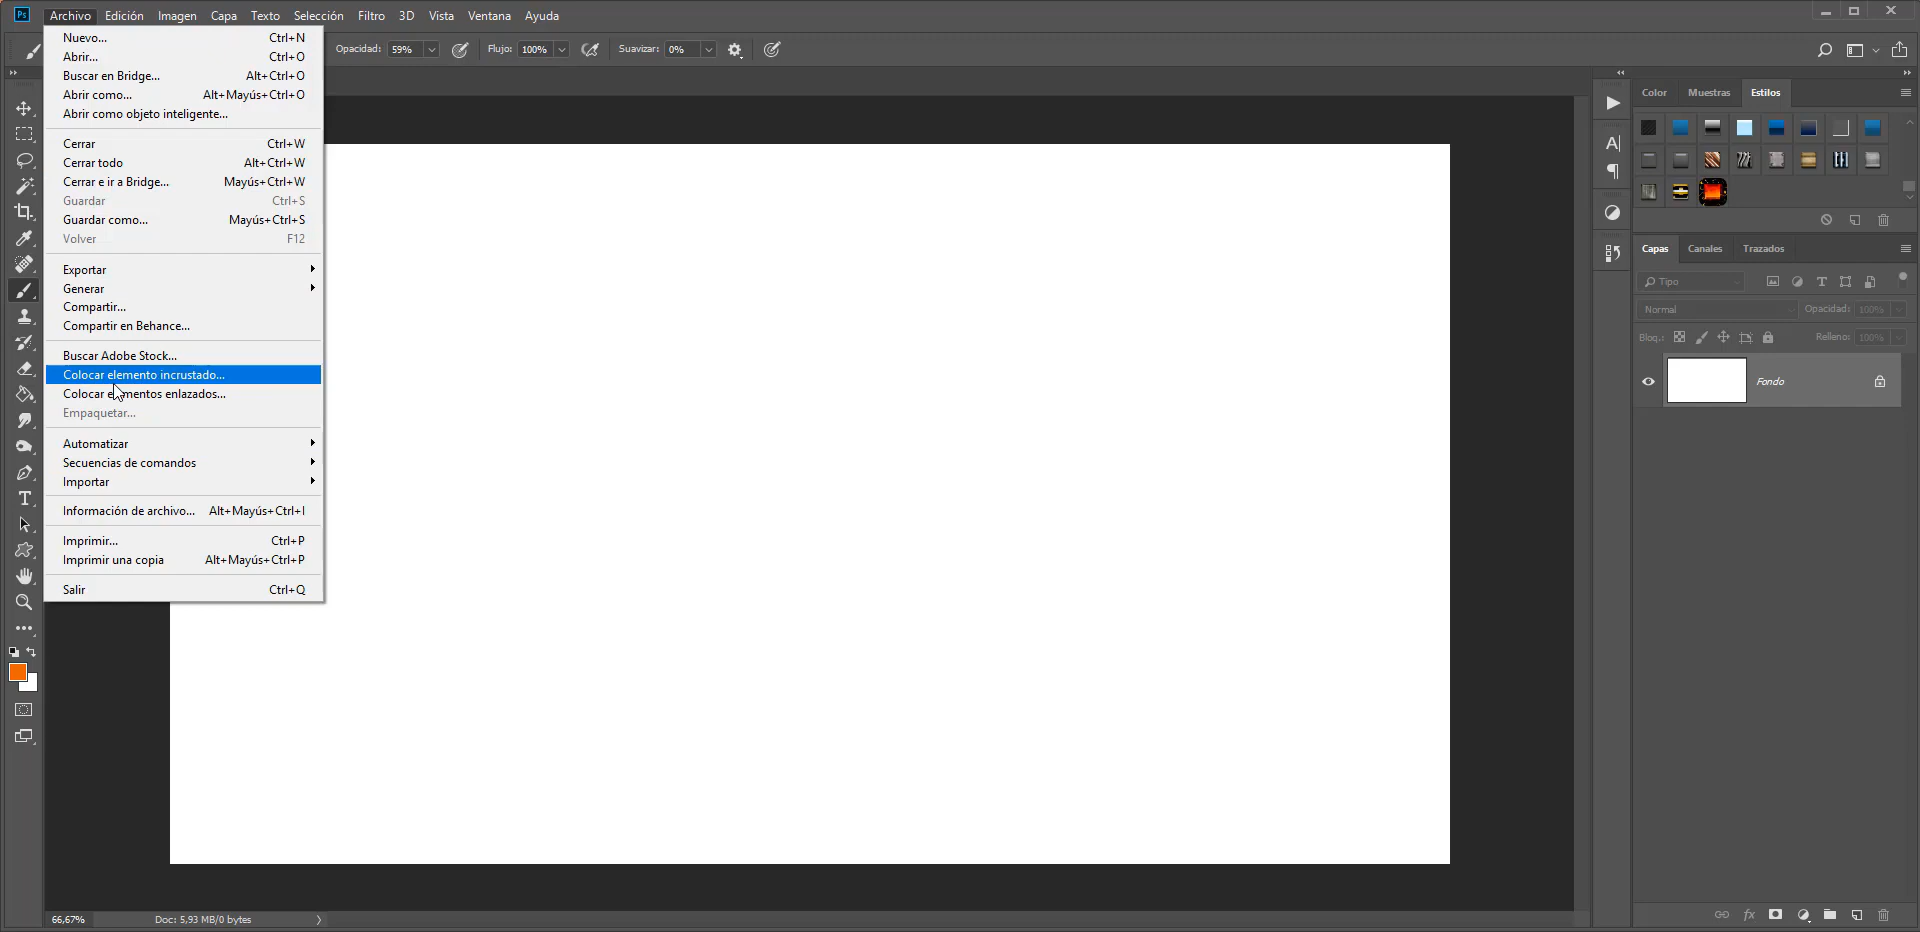 Ps Archivo Edición Imagen Capa Texto Selección Filtro 3D Vista Ventana Ayuda
Opacidad: 59% Flujo: 100% Suavizar: 0%
Nuevo... Ctrl+N
Abrir... Ctrl+O
Buscar en Bridge... Alt+Ctrl+O
Abrir como... Alt+Mayús+Ctrl+O
Abrir como objeto inteligente...
Cerrar Ctrl+W
Cerrar todo Alt+Ctrl+W
Cerrar e ir a Bridge... Mayús+Ctrl+W
Guardar Ctrl+S
Guardar como... Mayús+Ctrl+S
Volver F12
Exportar
Generar
Compartir...
Compartir en Behance...
Buscar Adobe Stock...
Colocar elemento incrustado...
Colocar elementos enlazados...
Empaquetar...
Automatizar
Secuencias de comandos
Importar
Información de archivo... Alt+Mayús+Ctrl+I
Imprimir... Ctrl+P
Imprimir una copia Alt+Mayús+Ctrl+P
Salir Ctrl+Q
Color Muestras Estilos
Capas Canales Trazados
Tipo
Normal Opacidad: 100%
Bloq.: Relleno: 100%
Fondo
fx
66,67% Doc: 5,93 MB/0 bytes